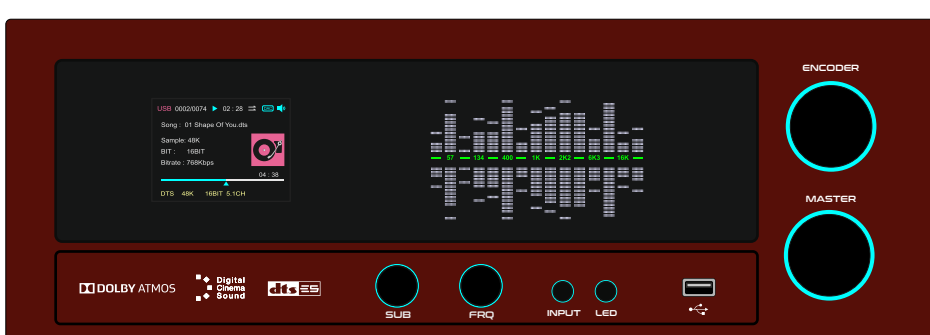 ENCODER
USB 0002/0074 02 : 28
Song : 01 Shape Of You.dts
Sample: 48K
BIT : 16BIT
Bitrate : 768Kbps
04 : 38
DTS 48K 16BIT 5.1CH
57 134 400 1K 2K2 6K3 16K
MASTER
DOLBY ATMOS
Digital
Cinema
Sound
dts ES
SUB
FRQ
INPUT
LED